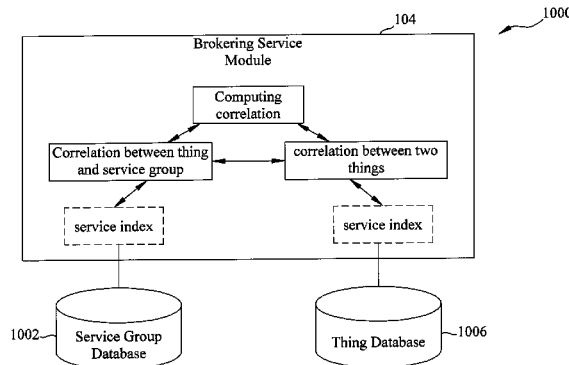 104
1000
Brokering Service
Module
Computing
correlation
Correlation between thing
and service group
correlation between two
things
service index
service index
1002
Service Group
Database
Thing Database
1006